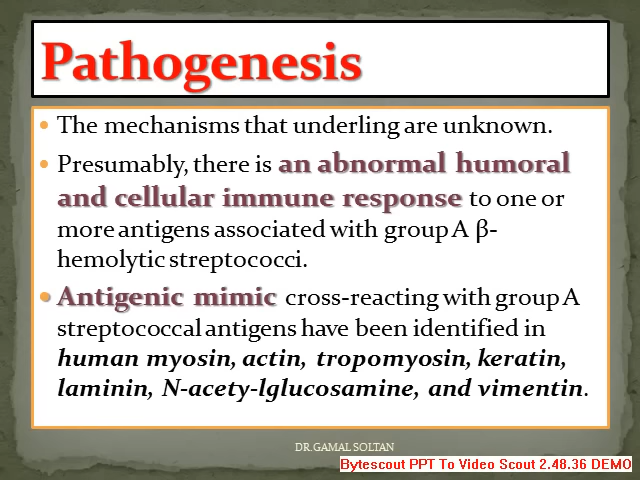 Pathogenesis
The mechanisms that underling are unknown.
Presumably, there is an abnormal humoral
and cellular immune response to one or
more antigens associated with group A β-
hemolytic streptococci.
Antigenic mimic cross-reacting with group A
streptococcal antigens have been identified in
human myosin, actin, tropomyosin, keratin,
laminin, N-acety-lglucosamine, and vimentin.
DR.GAMAL SOLTAN
Bytescout PPT To Video Scout 2.48.36 DEMO